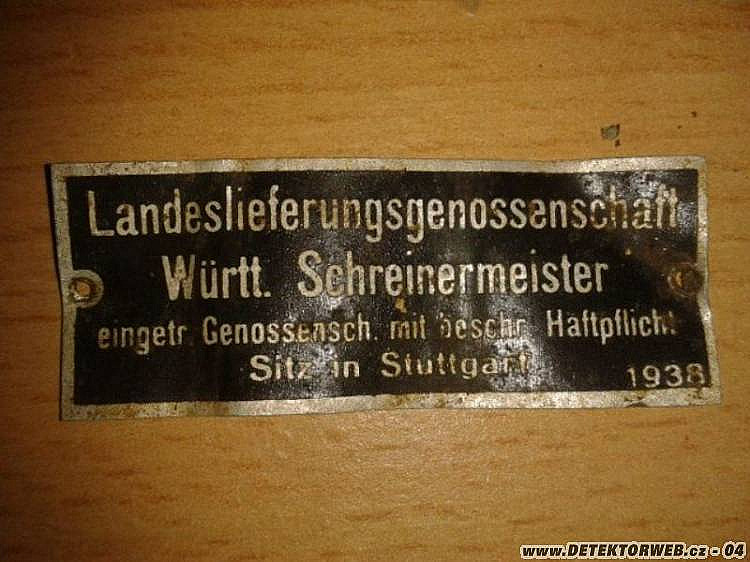 Landeslieferungsgenossenschaft
Württ. Schreinermeister
eingetr. Genossensch. mit beschr. Haftpflicht
Sitz in Stuttgart
1938
www.DETEKTORWEB.cz - 04